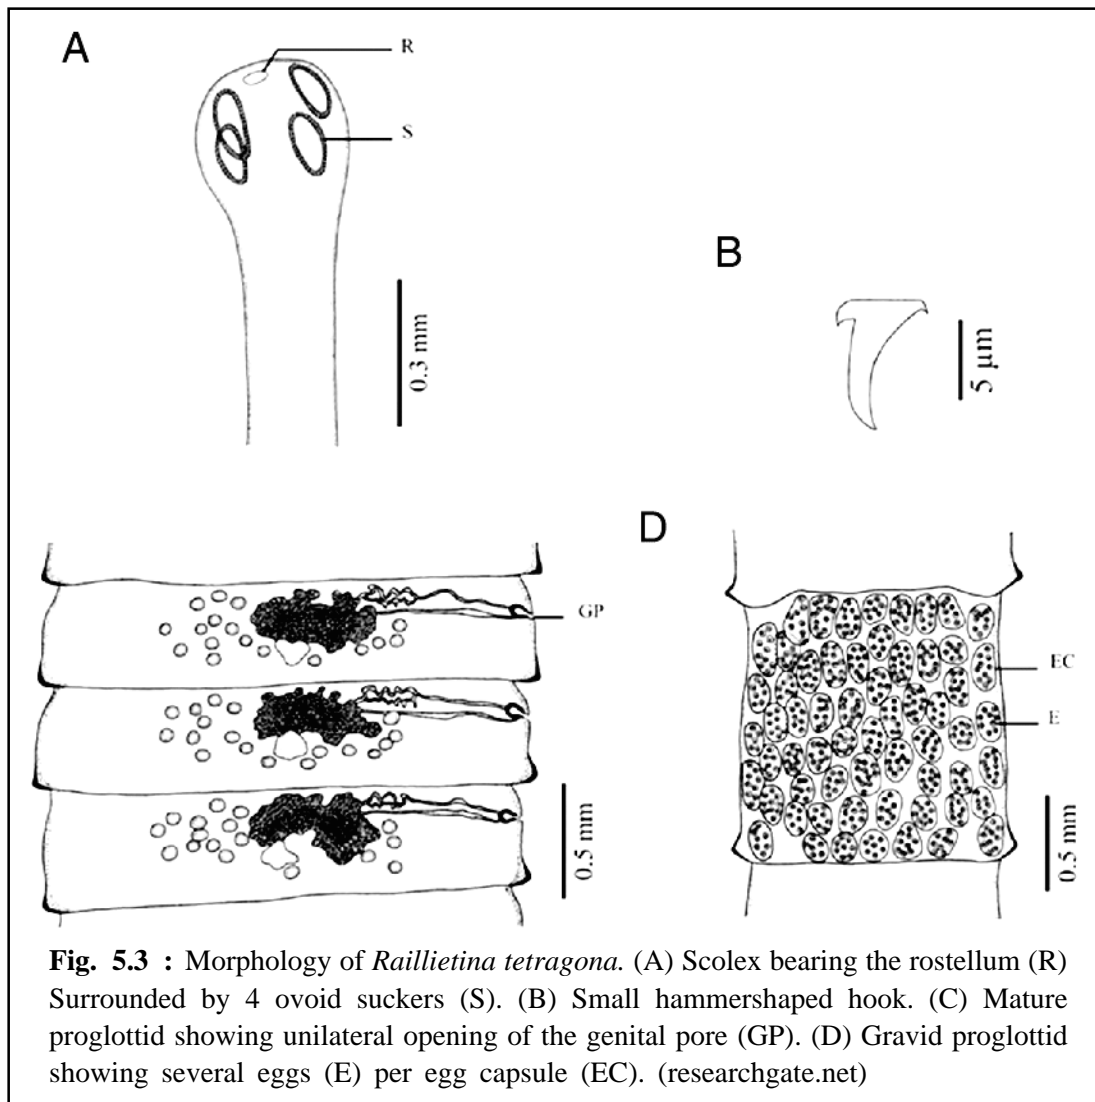 A
R
S
0.3 mm
B
5 µm
GP
0.5 mm
D
EC
E
0.5 mm
Fig. 5.3 : Morphology of Raillietina tetragona. (A) Scolex bearing the rostellum (R)
Surrounded by 4 ovoid suckers (S). (B) Small hammershaped hook. (C) Mature
proglottid showing unilateral opening of the genital pore (GP). (D) Gravid proglottid
showing several eggs (E) per egg capsule (EC). (researchgate.net)